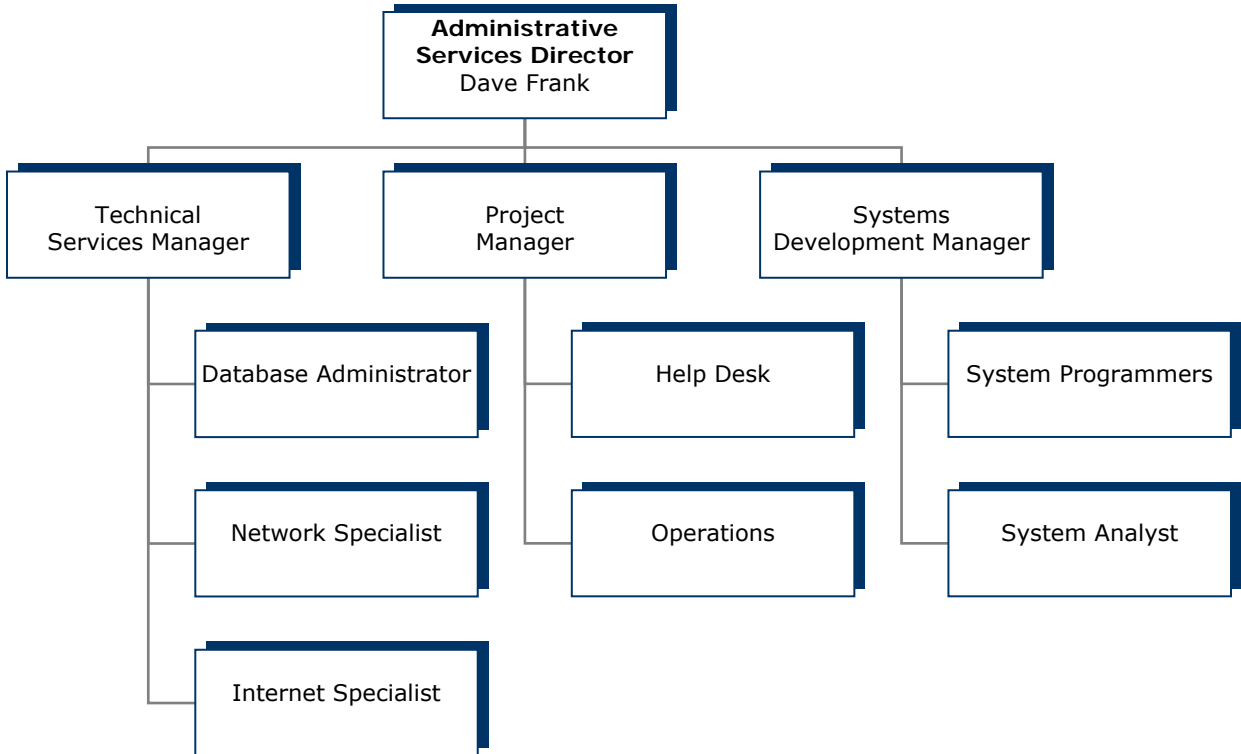 Administrative
Services Director
Dave Frank
Technical
Services Manager
Project
Manager
Systems
Development Manager
Database Administrator
Help Desk
System Programmers
Network Specialist
Operations
System Analyst
Internet Specialist